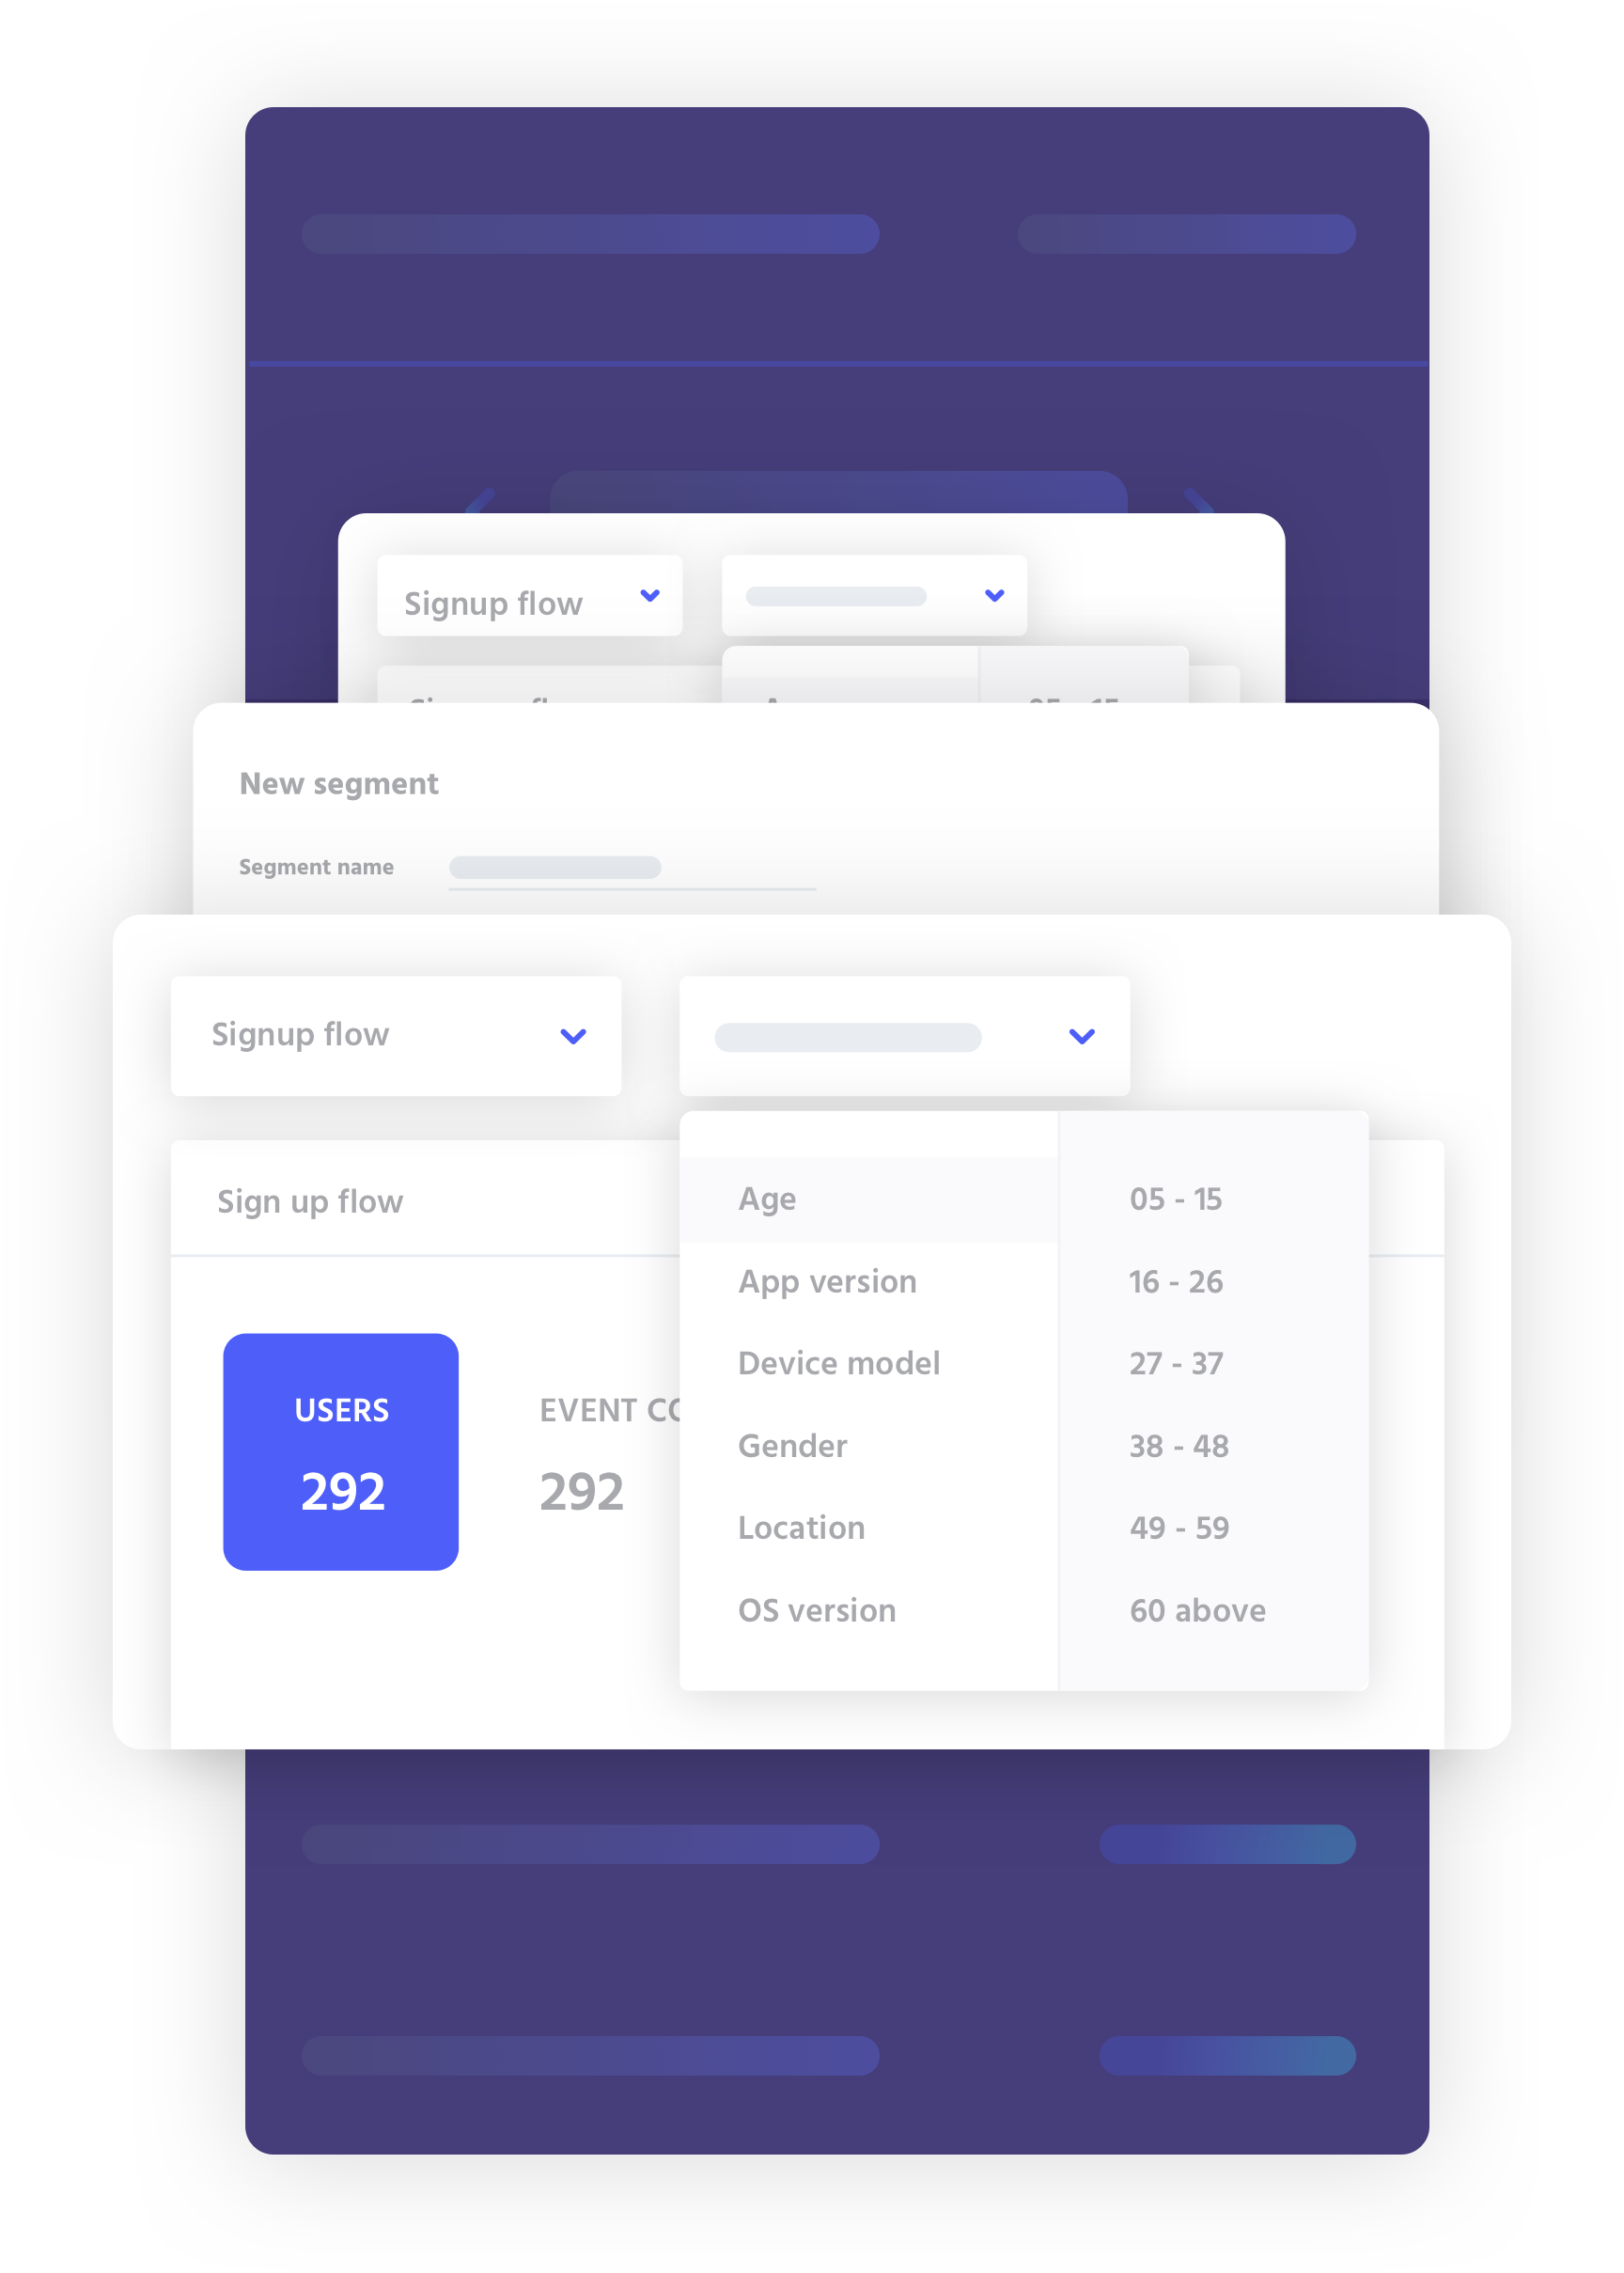 Signup flow
New segment
Segment name
Signup flow
Sign up flow
Age 05 - 15
App version 16 - 26
Device model 27 - 37
USERS EVENT
292 292
Gender 38 - 48
Location 49 - 59
OS version 60 above